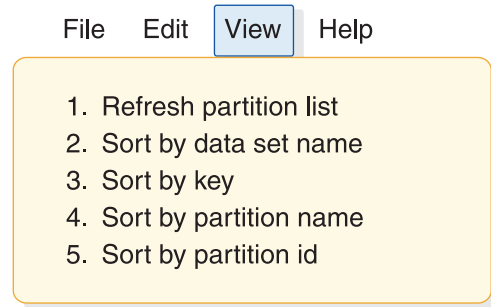 File Edit View Help
1. Refresh partition list
2. Sort by data set name
3. Sort by key
4. Sort by partition name
5. Sort by partition id